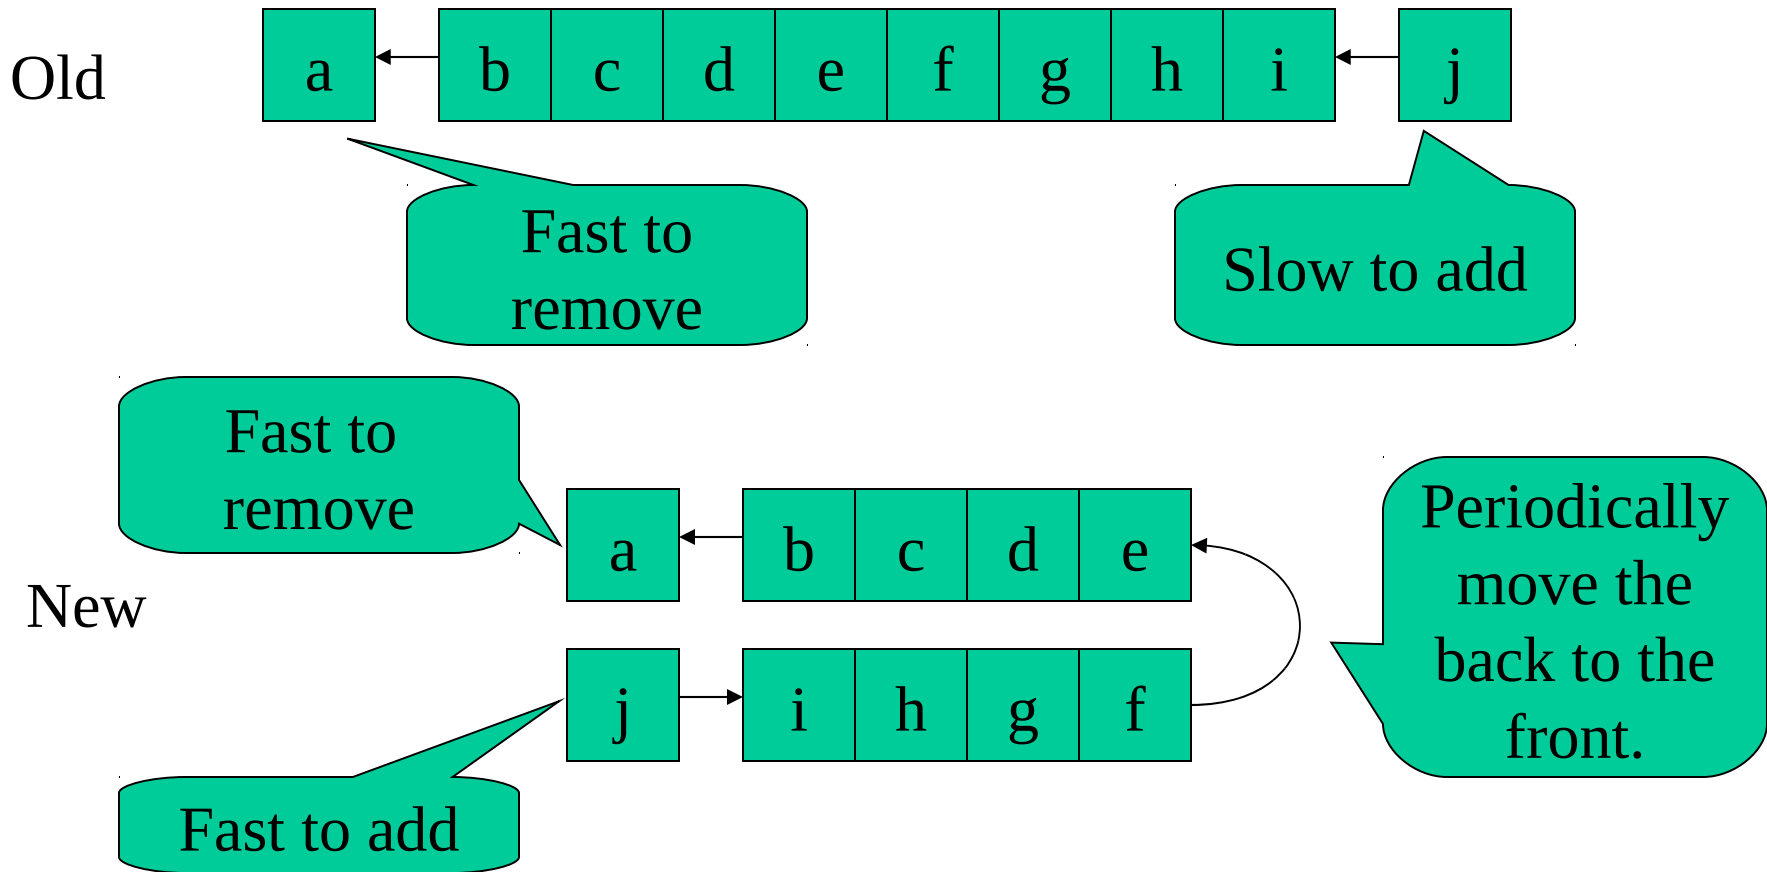 Old
a b c d e f g h i j
Fast to
remove
Slow to add
Fast to
remove
New
a b c d e
j i h g f
Periodically
move the
back to the
front.
Fast to add